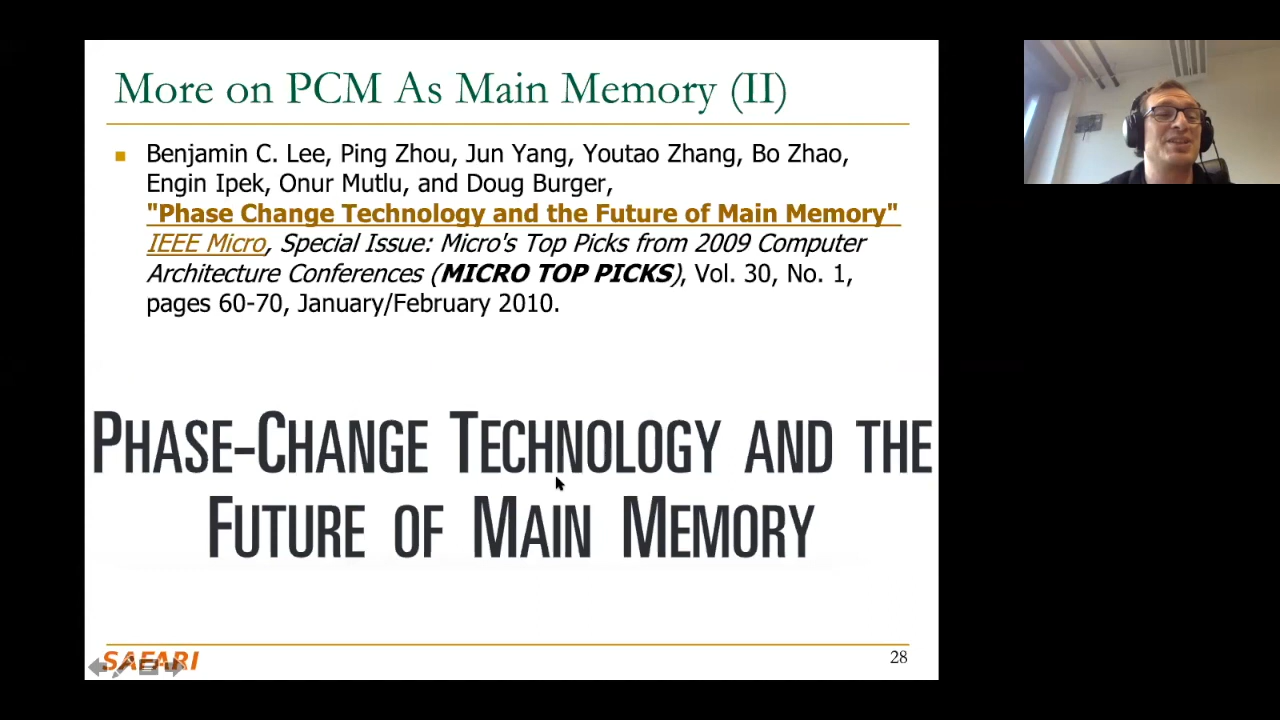 More on PCM As Main Memory (II)
Benjamin C. Lee, Ping Zhou, Jun Yang, Youtao Zhang, Bo Zhao,
Engin Ipek, Onur Mutlu, and Doug Burger,
"Phase Change Technology and the Future of Main Memory"
IEEE Micro, Special Issue: Micro's Top Picks from 2009 Computer
Architecture Conferences (MICRO TOP PICKS), Vol. 30, No. 1,
pages 60-70, January/February 2010.
PHASE-CHANGE TECHNOLOGY AND THE
FUTURE OF MAIN MEMORY
SAFARI
28